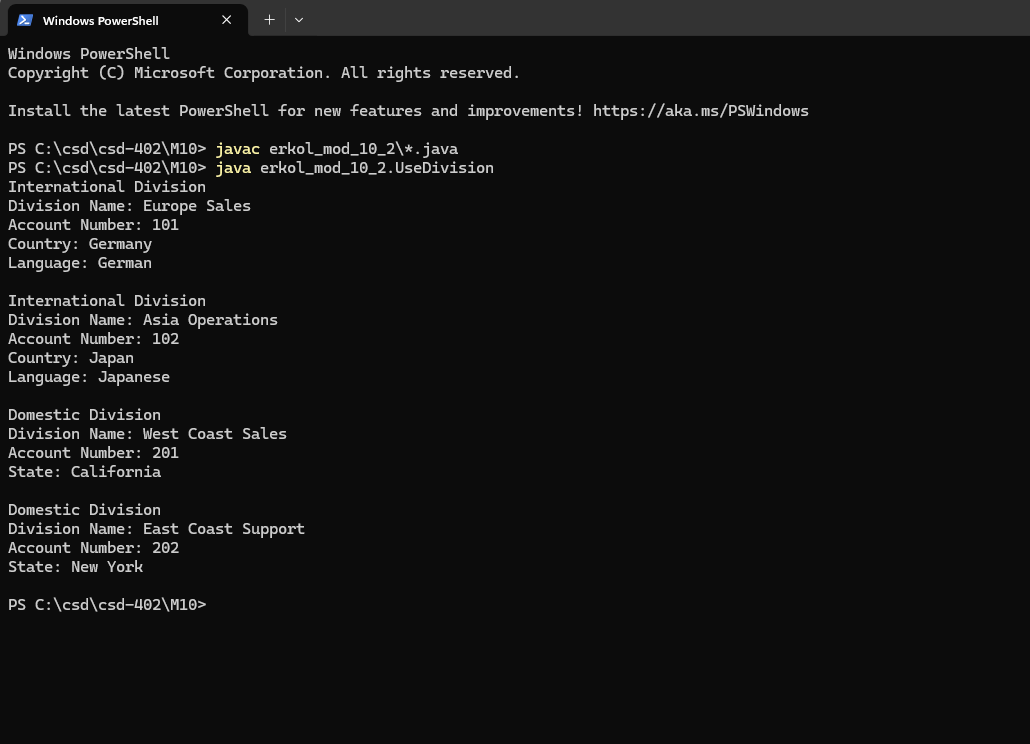 Windows PowerShell
Windows PowerShell
Copyright (C) Microsoft Corporation. All rights reserved.
Install the latest PowerShell for new features and improvements! https://aka.ms/PSWindows
PS C:\csd\csd-402\M10> javac erkol_mod_10_2\*.java
PS C:\csd\csd-402\M10> java erkol_mod_10_2.UseDivision
International Division
Division Name: Europe Sales
Account Number: 101
Country: Germany
Language: German
International Division
Division Name: Asia Operations
Account Number: 102
Country: Japan
Language: Japanese
Domestic Division
Division Name: West Coast Sales
Account Number: 201
State: California
Domestic Division
Division Name: East Coast Support
Account Number: 202
State: New York
PS C:\csd\csd-402\M10>